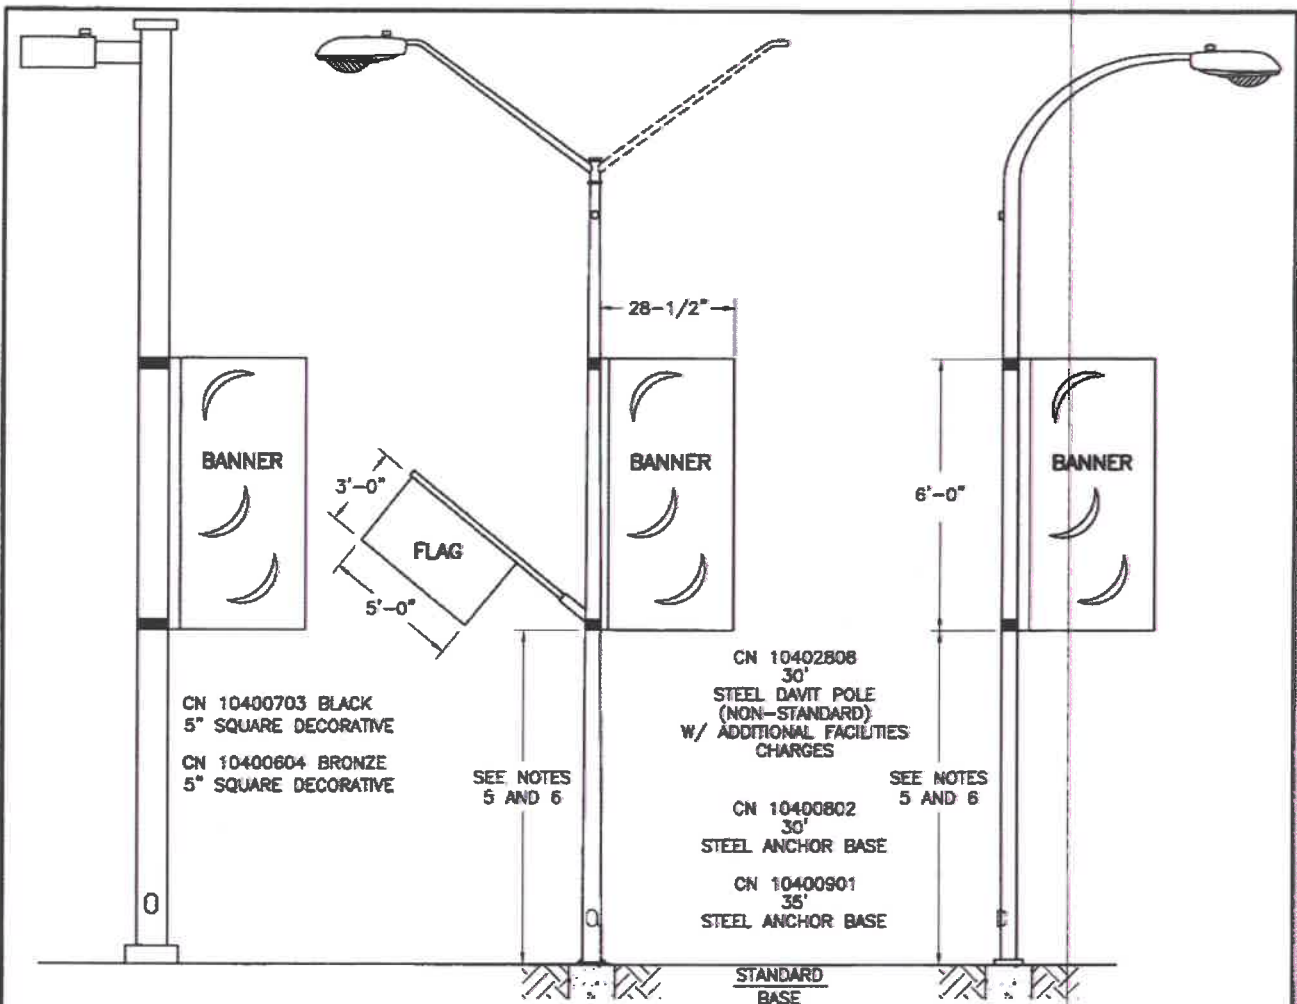 28-1/2"
BANNER
BANNER
BANNER
3'-0"
FLAG
5'-0"
6'-0"
CN 10400703 BLACK
5" SQUARE DECORATIVE
CN 10400604 BRONZE
5" SQUARE DECORATIVE
SEE NOTES
5 AND 6
CN 10402808
30'
STEEL DAVIT POLE
(NON-STANDARD)
W/ ADDITIONAL FACILITIES
CHARGES
CN 10400802
30'
STEEL ANCHOR BASE
CN 10400901
35'
STEEL ANCHOR BASE
SEE NOTES
5 AND 6
STANDARD
BASE